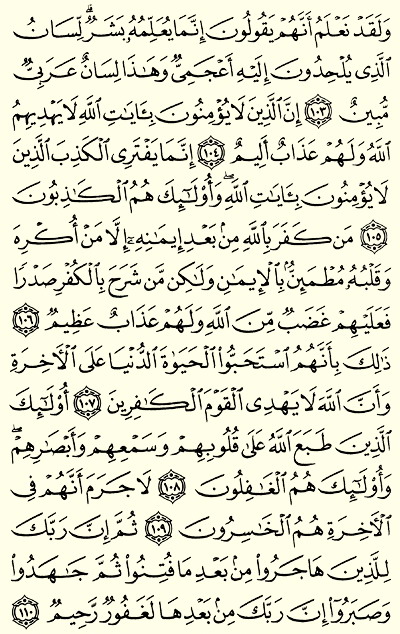 وَلَقَدْ نَعْلَمُ أَنَّهُمْ يَقُولُونَ إِنَّمَا يُعَلِّمُهُۥ بَشَرٌۭ ۗ لِّسَانُ
ٱلَّذِى يُلْحِدُونَ إِلَيْهِ أَعْجَمِىٌّۭ وَهَٰذَا لِسَانٌ عَرَبِىٌّۭ
مُّبِينٌ ۝١٠٣ إِنَّ ٱلَّذِينَ لَا يُؤْمِنُونَ بِـَٔايَٰتِ ٱللَّهِ لَا يَهْدِيهِمُ
ٱللَّهُ وَلَهُمْ عَذَابٌ أَلِيمٌ ۝١٠٤ إِنَّمَا يَفْتَرِى ٱلْكَذِبَ ٱلَّذِينَ
لَا يُؤْمِنُونَ بِـَٔايَٰتِ ٱللَّهِ ۖ وَأُو۟لَٰٓئِكَ هُمُ ٱلْكَٰذِبُونَ
۝١٠٥ مَن كَفَرَ بِٱللَّهِ مِنۢ بَعْدِ إِيمَٰنِهِۦٓ إِلَّا مَنْ أُكْرِهَ
وَقَلْبُهُۥ مُطْمَئِنٌّۢ بِٱلْإِيمَٰنِ وَلَٰكِن مَّن شَرَحَ بِٱلْكُفْرِ صَدْرًۭا
فَعَلَيْهِمْ غَضَبٌۭ مِّنَ ٱللَّهِ وَلَهُمْ عَذَابٌ عَظِيمٌۭ ۝١٠٦
ذَٰلِكَ بِأَنَّهُمُ ٱسْتَحَبُّوا۟ ٱلْحَيَوٰةَ ٱلدُّنْيَا عَلَى ٱلْءَاخِرَةِ
وَأَنَّ ٱللَّهَ لَا يَهْدِى ٱلْقَوْمَ ٱلْكَٰفِرِينَ ۝١٠٧ أُو۟لَٰٓئِكَ
ٱلَّذِينَ طَبَعَ ٱللَّهُ عَلَىٰ قُلُوبِهِمْ وَسَمْعِهِمْ وَأَبْصَٰرِهِمْ ۖ
وَأُو۟لَٰٓئِكَ هُمُ ٱلْغَٰفِلُونَ ۝١٠٨ لَا جَرَمَ أَنَّهُمْ فِى
ٱلْءَاخِرَةِ هُمُ ٱلْخَٰسِرُونَ ۝١٠٩ ثُمَّ إِنَّ رَبَّكَ
لِلَّذِينَ هَاجَرُوا۟ مِنۢ بَعْدِ مَا فُتِنُوا۟ ثُمَّ جَٰهَدُوا۟
وَصَبَرُوٓا۟ إِنَّ رَبَّكَ مِنۢ بَعْدِهَا لَغَفُورٌۭ رَّحِيمٌۭ ۝١١٠